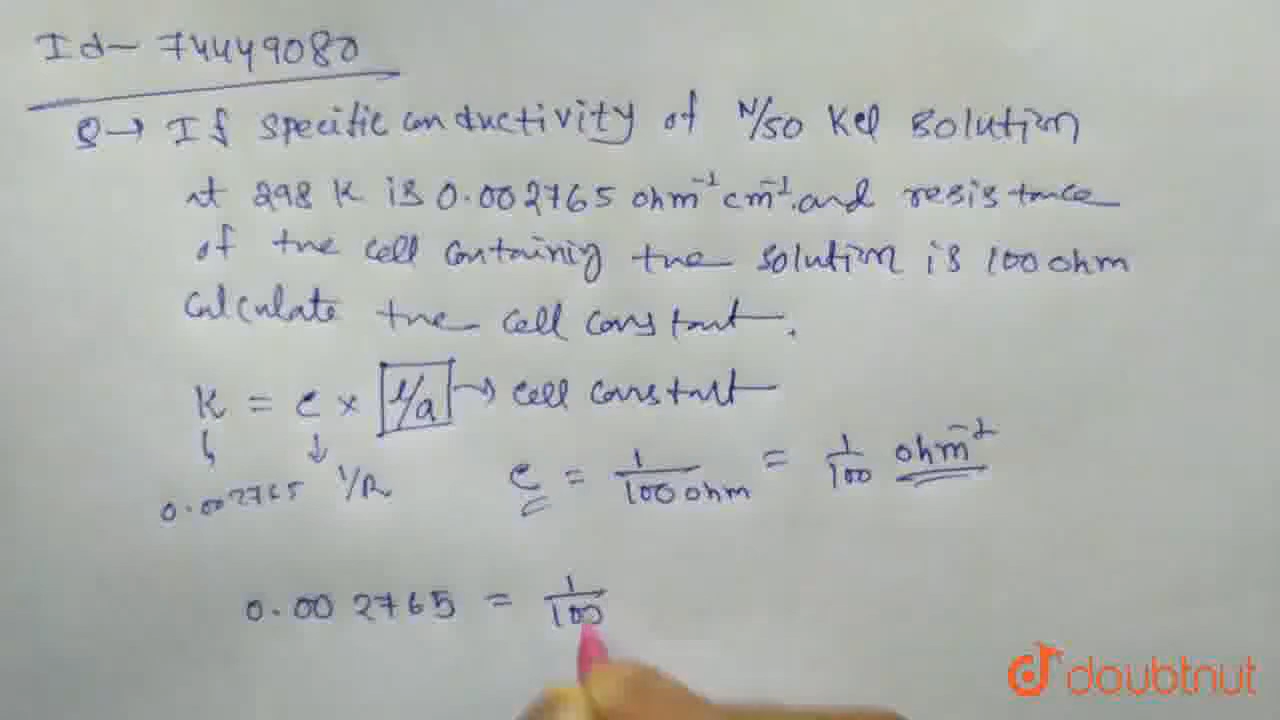 Id- 74449080
Q→ If specific conductivity of N/50 Kcl solution
at 298 K is 0.002765 ohm⁻¹ cm⁻¹. and resistance
of the cell containing the solution is 100 ohm
calculate the cell constant.
K = c × l/a → cell constant
↓ ↓
0.002765 1/R c = 1/100 ohm = 1/100 ohm⁻¹
0.002765 = 1/100
doubtnut